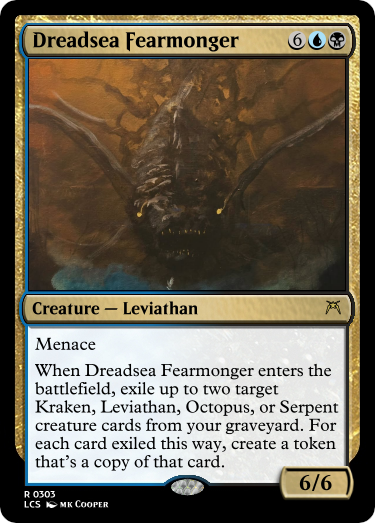 Dreadsea Fearmonger 6
Creature — Leviathan
Menace
When Dreadsea Fearmonger enters the
battlefield, exile up to two target
Kraken, Leviathan, Octopus, or Serpent
creature cards from your graveyard. For
each card exiled this way, create a token
that's a copy of that card.
6/6
R 0303
LCS MK COOPER